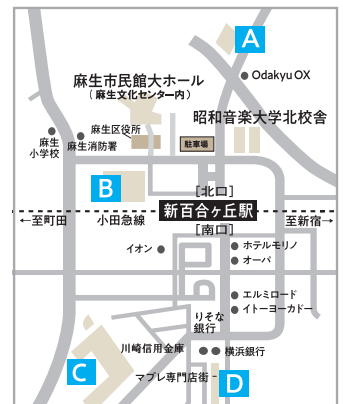 A
Odakyu OX
麻生市民館大ホール
（麻生文化センター内）
昭和音楽大学北校舎
麻生
小学校
麻生消防署
麻生区役所
駐車場
B
［北口］
新百合ヶ丘駅
［南口］
←至町田
小田急線
至新宿→
イオン
ホテルモリノ
オーパ
エルミロード
イトーヨーカドー
りそな
銀行
川崎信用金庫
横浜銀行
C
マプレ専門店街
D